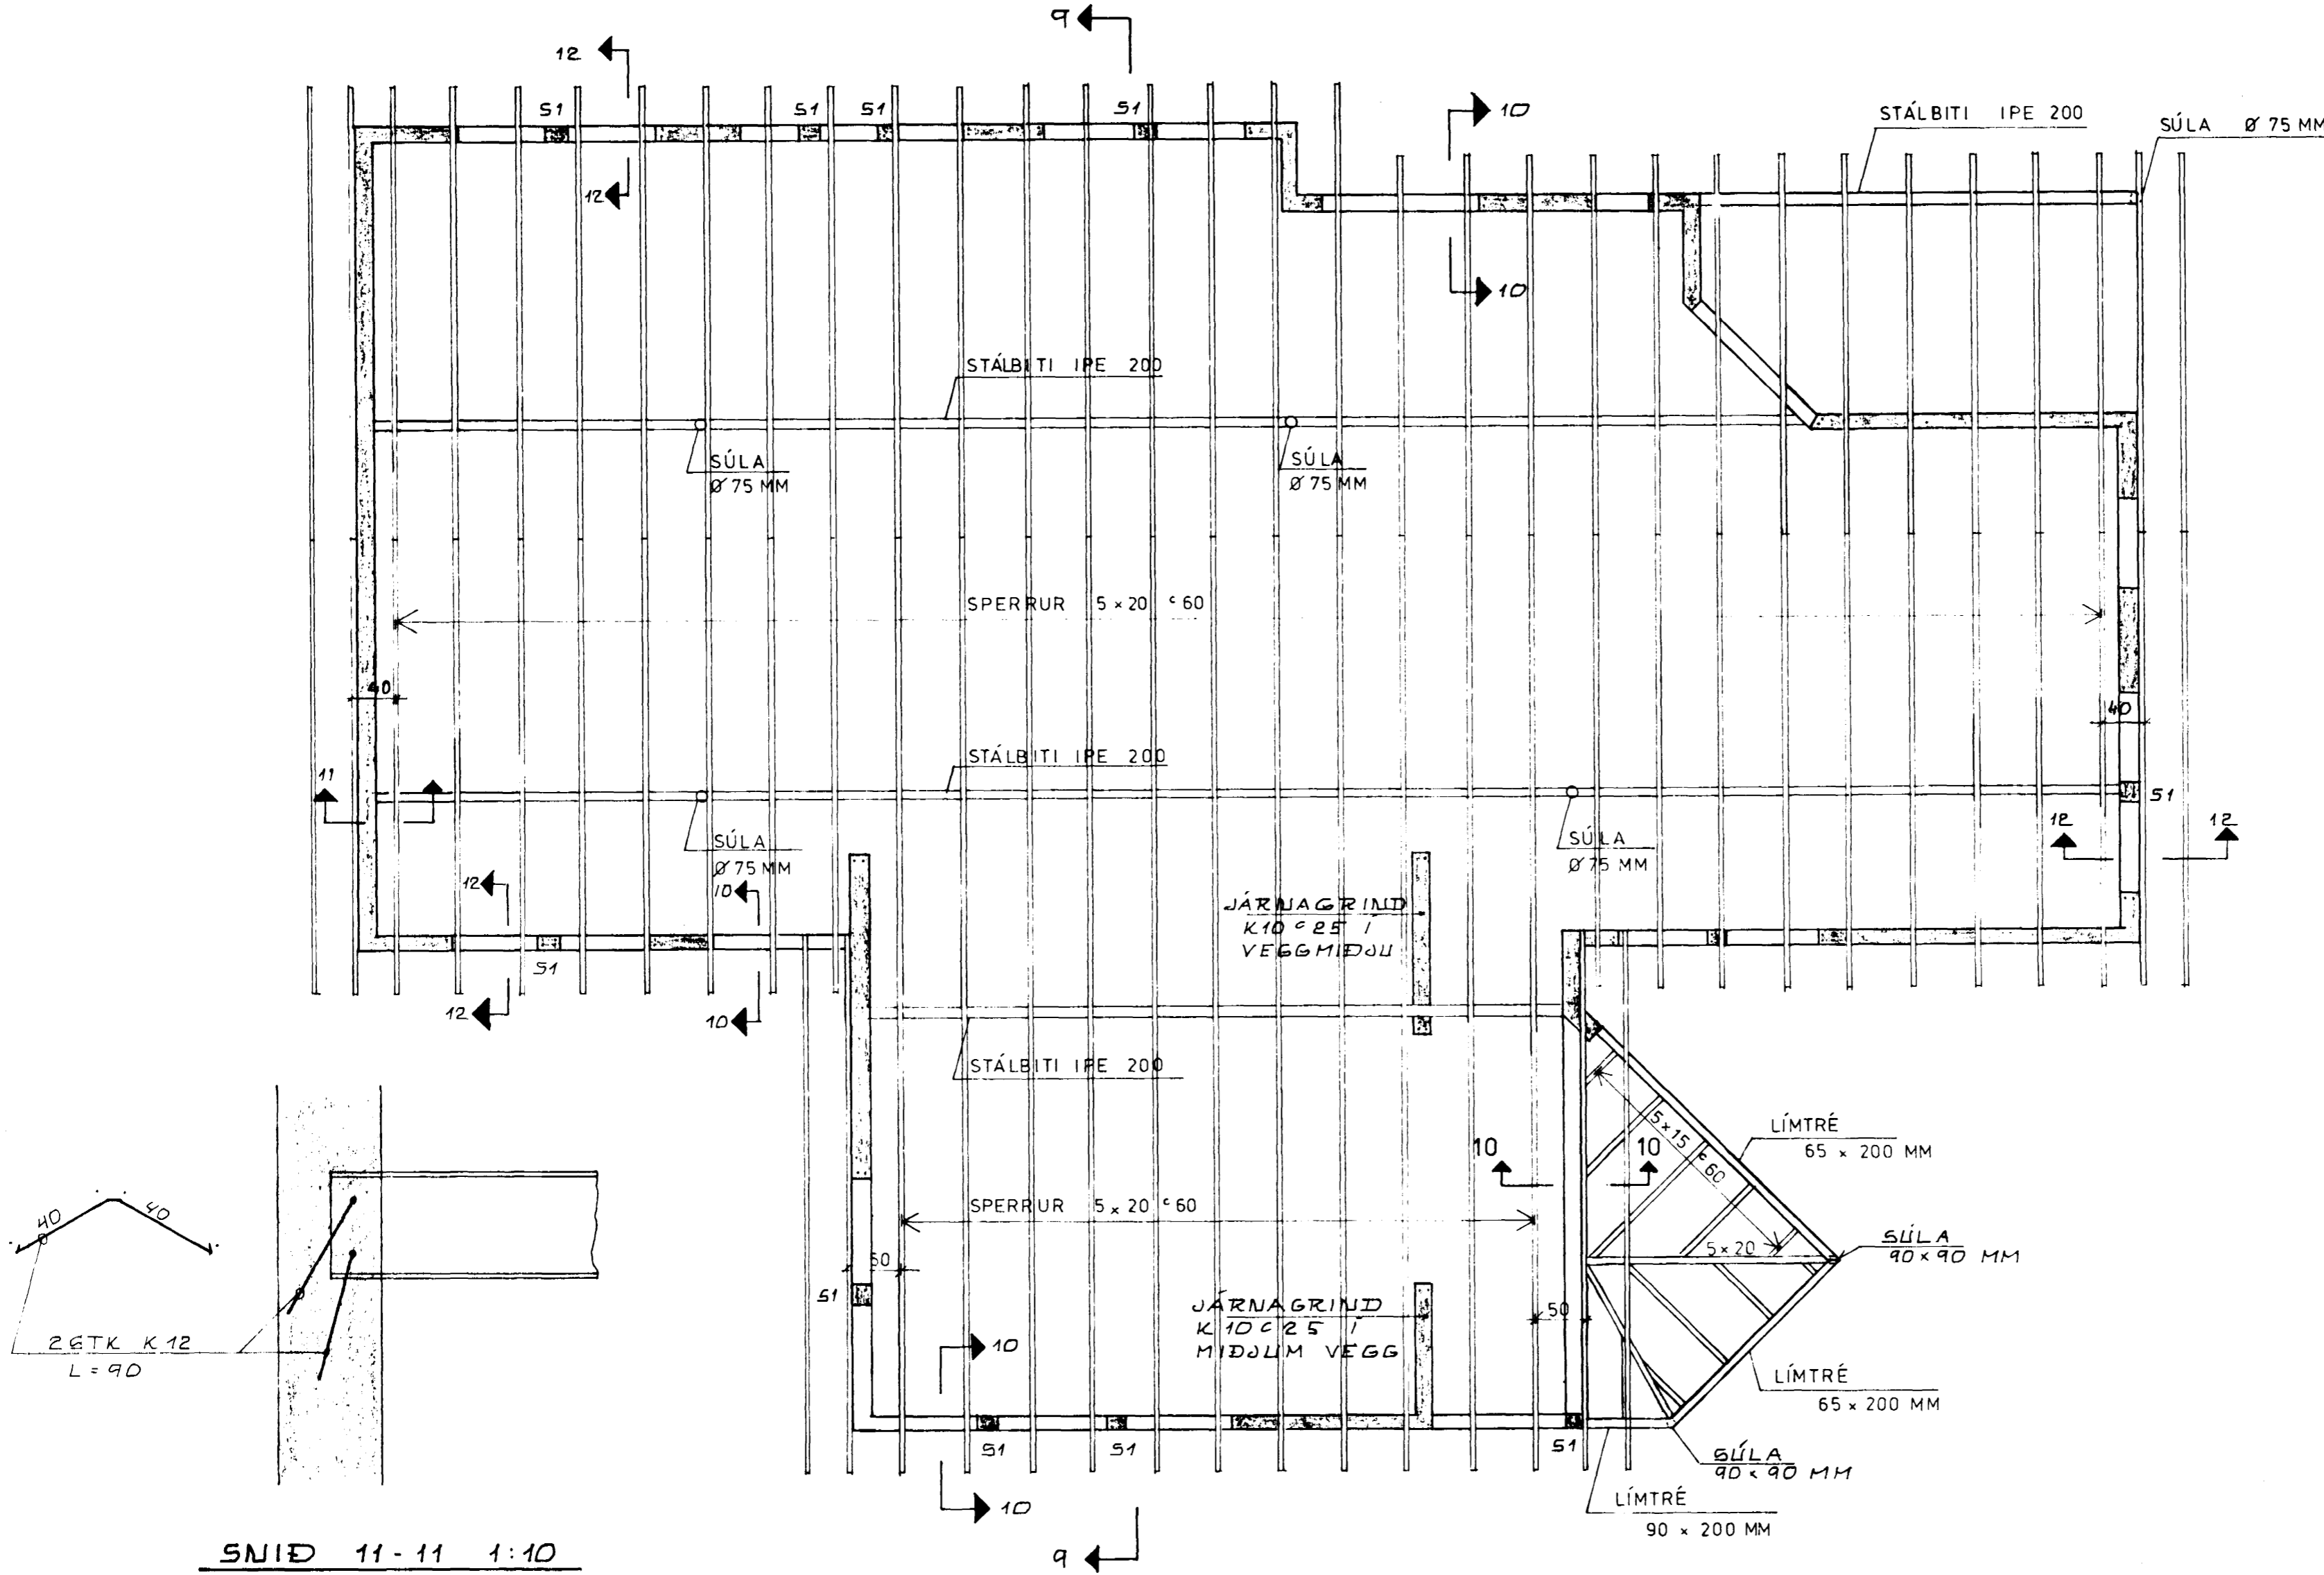 9
12
S1
S1
S1
S1
10
STÁLBITI IPE 200
SÚLA Ø 75 MM
12
10
STÁLBITI IPE 200
SÚLA
Ø 75 MM
SÚLA
Ø 75 MM
SPERRUR 5 × 20 c 60
40
40
STÁLBITI IPE 200
11
S1
12
12
SÚLA
Ø 75 MM
SÚLA
Ø 75 MM
12
10
JÁRNAGRIND
K10 c 25 Í
VEGGMIÐJU
S1
12
10
STÁLBITI IPE 200
LÍMTRÉ
65 × 200 MM
5×15 c 60
10
10
SPERRUR 5 × 20 c 60
40
40
5×20
SÚLA
90×90 MM
60
S1
JÁRNAGRIND
K 10 c 25 Í
MIÐJUM VEGG
50
2 STK K 12
L = 90
10
LÍMTRÉ
65 × 200 MM
S1
S1
S1
SÚLA
90 × 90 MM
10
LÍMTRÉ
90 × 200 MM
SNIÐ 11-11 1:10
9